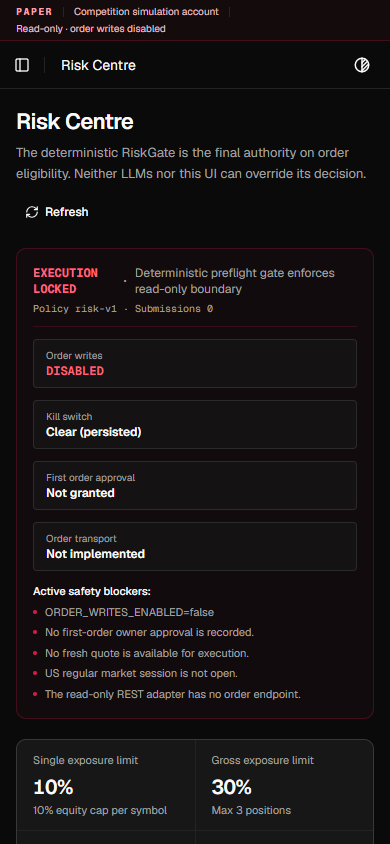 PAPER Competition simulation account
Read-only · order writes disabled
Risk Centre
Risk Centre
The deterministic RiskGate is the final authority on order
eligibility. Neither LLMs nor this UI can override its decision.
Refresh
EXECUTION LOCKED · Deterministic preflight gate enforces read-only boundary
Policy risk-v1 · Submissions 0
Order writes
DISABLED
Kill switch
Clear (persisted)
First order approval
Not granted
Order transport
Not implemented
Active safety blockers:
ORDER_WRITES_ENABLED=false
No first-order owner approval is recorded.
No fresh quote is available for execution.
US regular market session is not open.
The read-only REST adapter has no order endpoint.
Single exposure limit
10%
10% equity cap per symbol
Gross exposure limit
30%
Max 3 positions